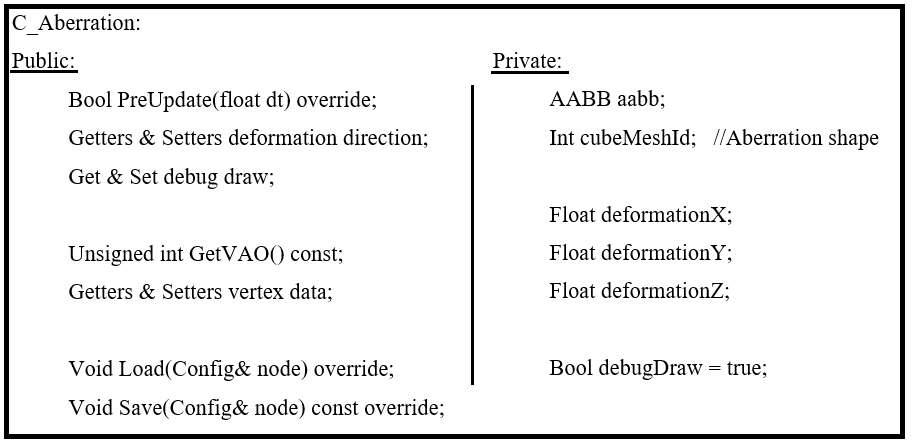 C_Aberration:
Public:
Bool PreUpdate(float dt) override;
Getters & Setters deformation direction;
Get & Set debug draw;
Unsigned int GetVAO() const;
Getters & Setters vertex data;
Void Load(Config& node) override;
Void Save(Config& node) const override;
Private:
AABB aabb;
Int cubeMeshId;   //Aberration shape
Float deformationX;
Float deformationY;
Float deformationZ;
Bool debugDraw = true;